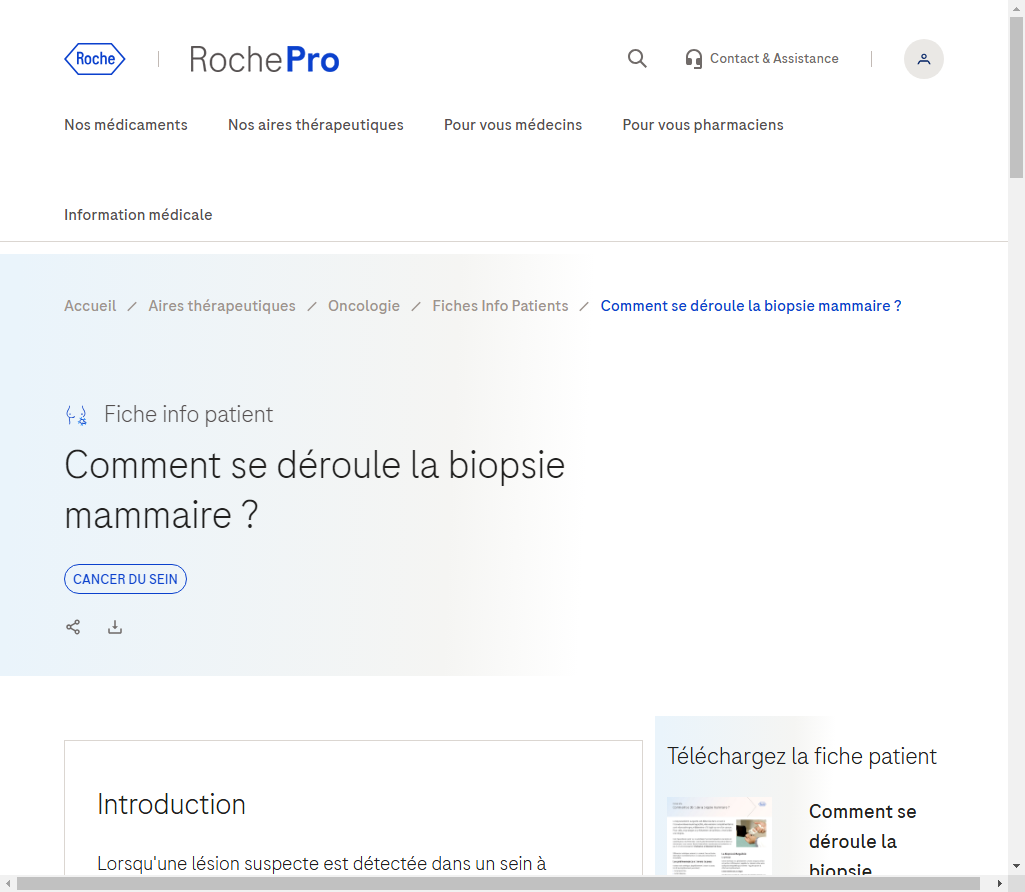 Roche
RochePro
Contact & Assistance
Nos médicaments
Nos aires thérapeutiques
Pour vous médecins
Pour vous pharmaciens
Information médicale
Accueil / Aires thérapeutiques / Oncologie / Fiches Info Patients / Comment se déroule la biopsie mammaire ?
Fiche info patient
Comment se déroule la biopsie
mammaire ?
CANCER DU SEIN
Introduction
Lorsqu'une lésion suspecte est détectée dans un sein à
Téléchargez la fiche patient
Comment se
déroule la
biopsie